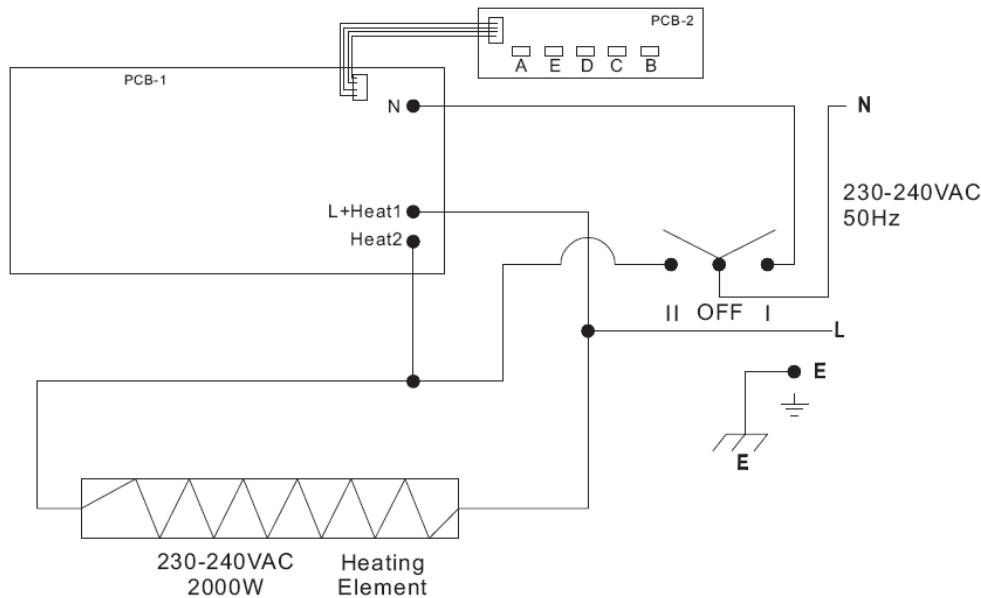 PCB-2
A E D C B
PCB-1
N
N
230-240VAC
50Hz
L+Heat1
Heat2
II OFF I
L
E
E
230-240VAC Heating
2000W Element